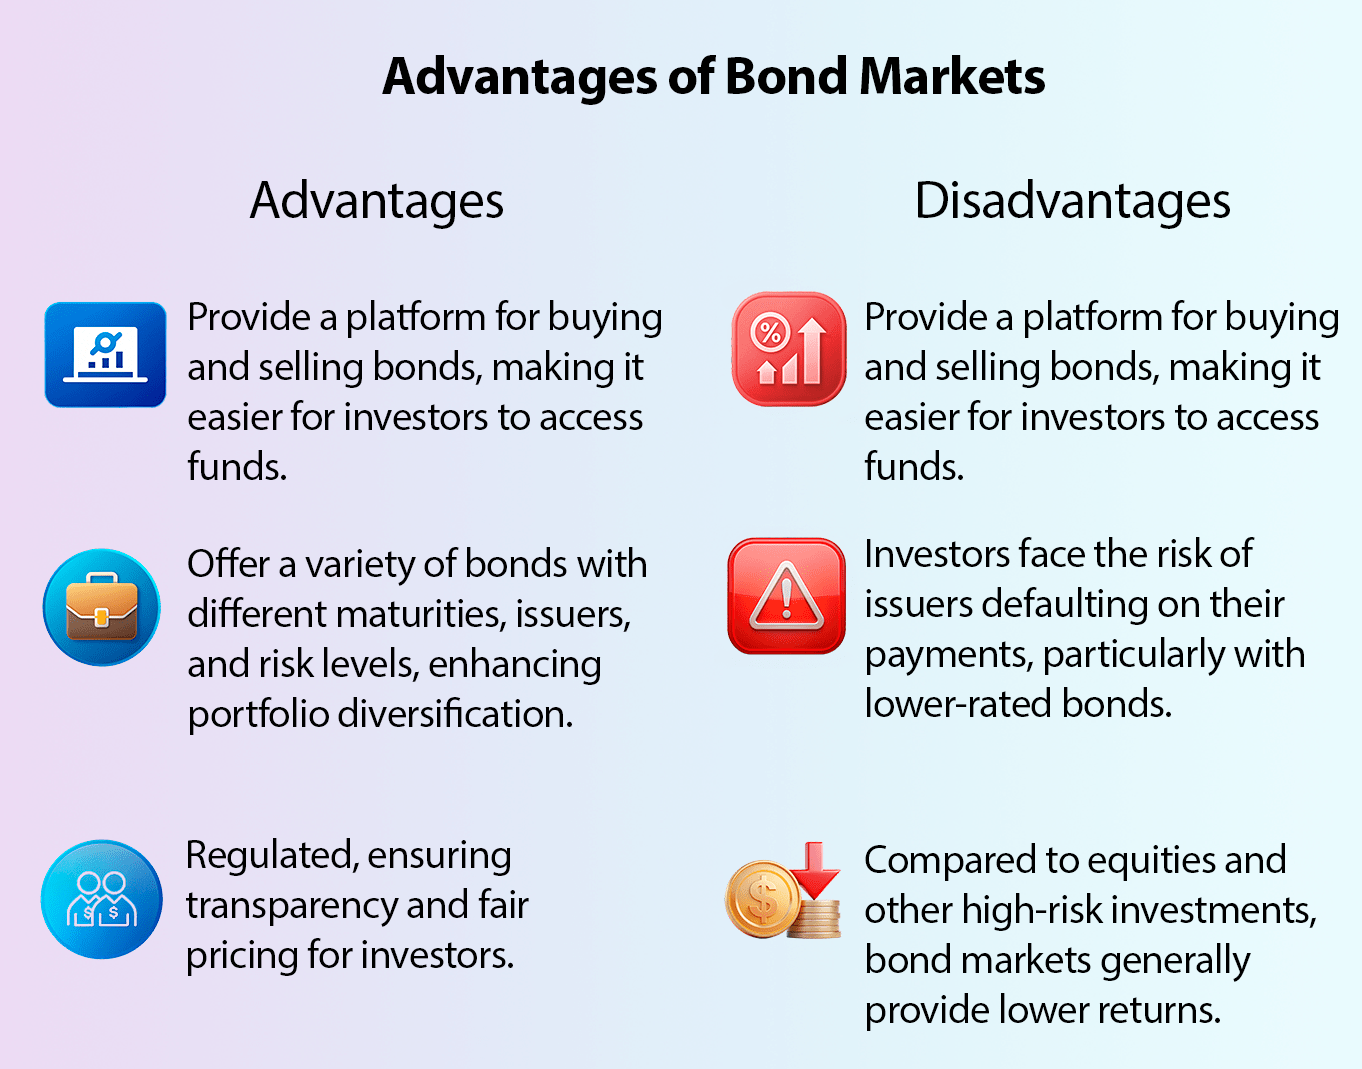 Advantages of Bond Markets
Advantages
Provide a platform for buying
and selling bonds, making it
easier for investors to access
funds.
Offer a variety of bonds with
different maturities, issuers,
and risk levels, enhancing
portfolio diversification.
Regulated, ensuring
transparency and fair
pricing for investors.
Disadvantages
%
Provide a platform for buying
and selling bonds, making it
easier for investors to access
funds.
Investors face the risk of
issuers defaulting on their
payments, particularly with
lower-rated bonds.
Compared to equities and
other high-risk investments,
bond markets generally
provide lower returns.